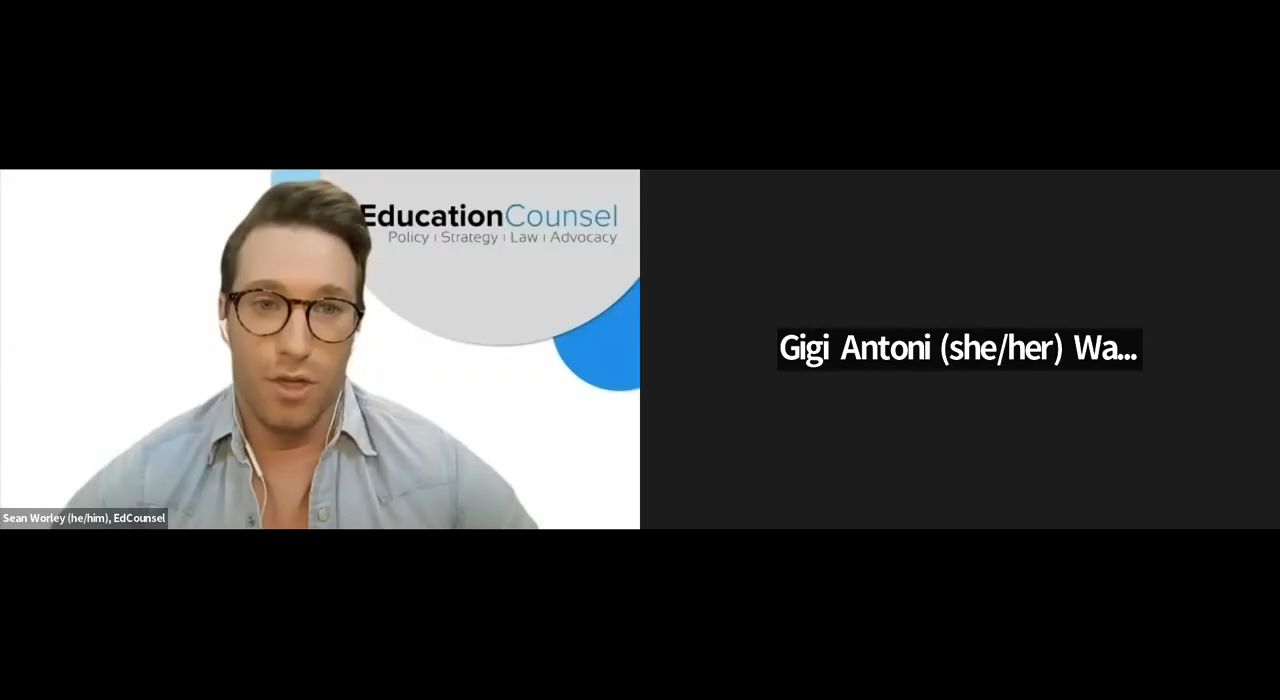 EducationCounsel
Policy | Strategy | Law | Advocacy
Gigi Antoni (she/her) Wa...
Sean Worley (he/him), EdCounsel